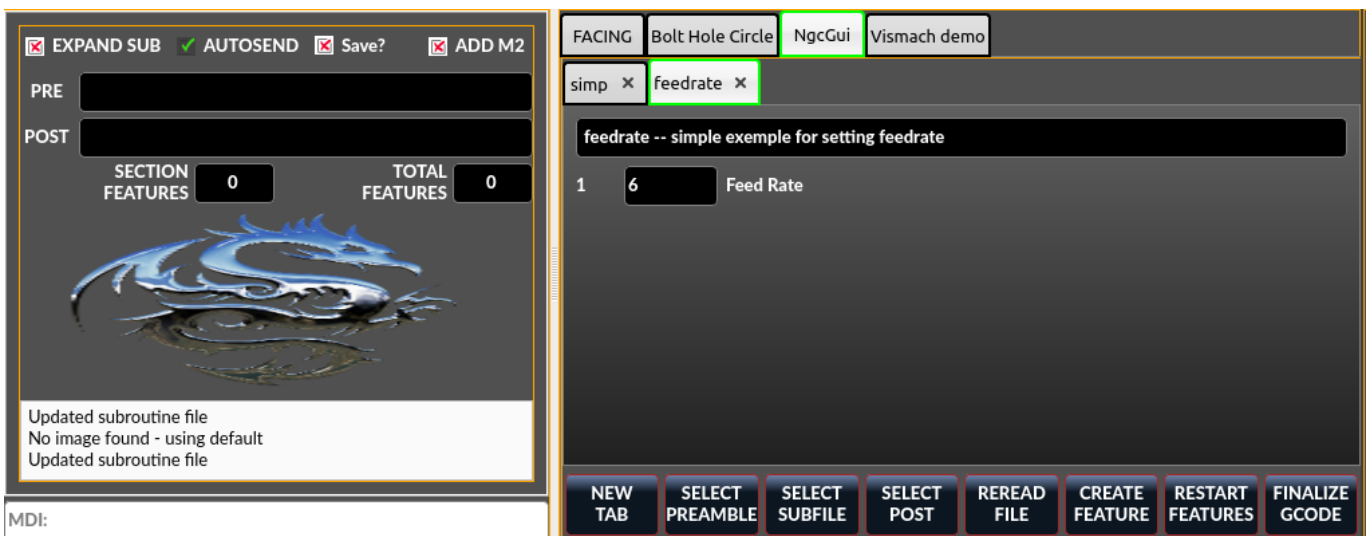 EXPAND SUB AUTOSEND Save? ADD M2
PRE
POST
SECTION FEATURES 0 TOTAL FEATURES 0
Updated subroutine file
No image found - using default
Updated subroutine file
MDI:
FACING Bolt Hole Circle NgcGui Vismach demo
simp × feedrate ×
feedrate -- simple exemple for setting feedrate
1 6 Feed Rate
NEW TAB SELECT PREAMBLE SELECT SUBFILE SELECT POST REREAD FILE CREATE FEATURE RESTART FEATURES FINALIZE GCODE